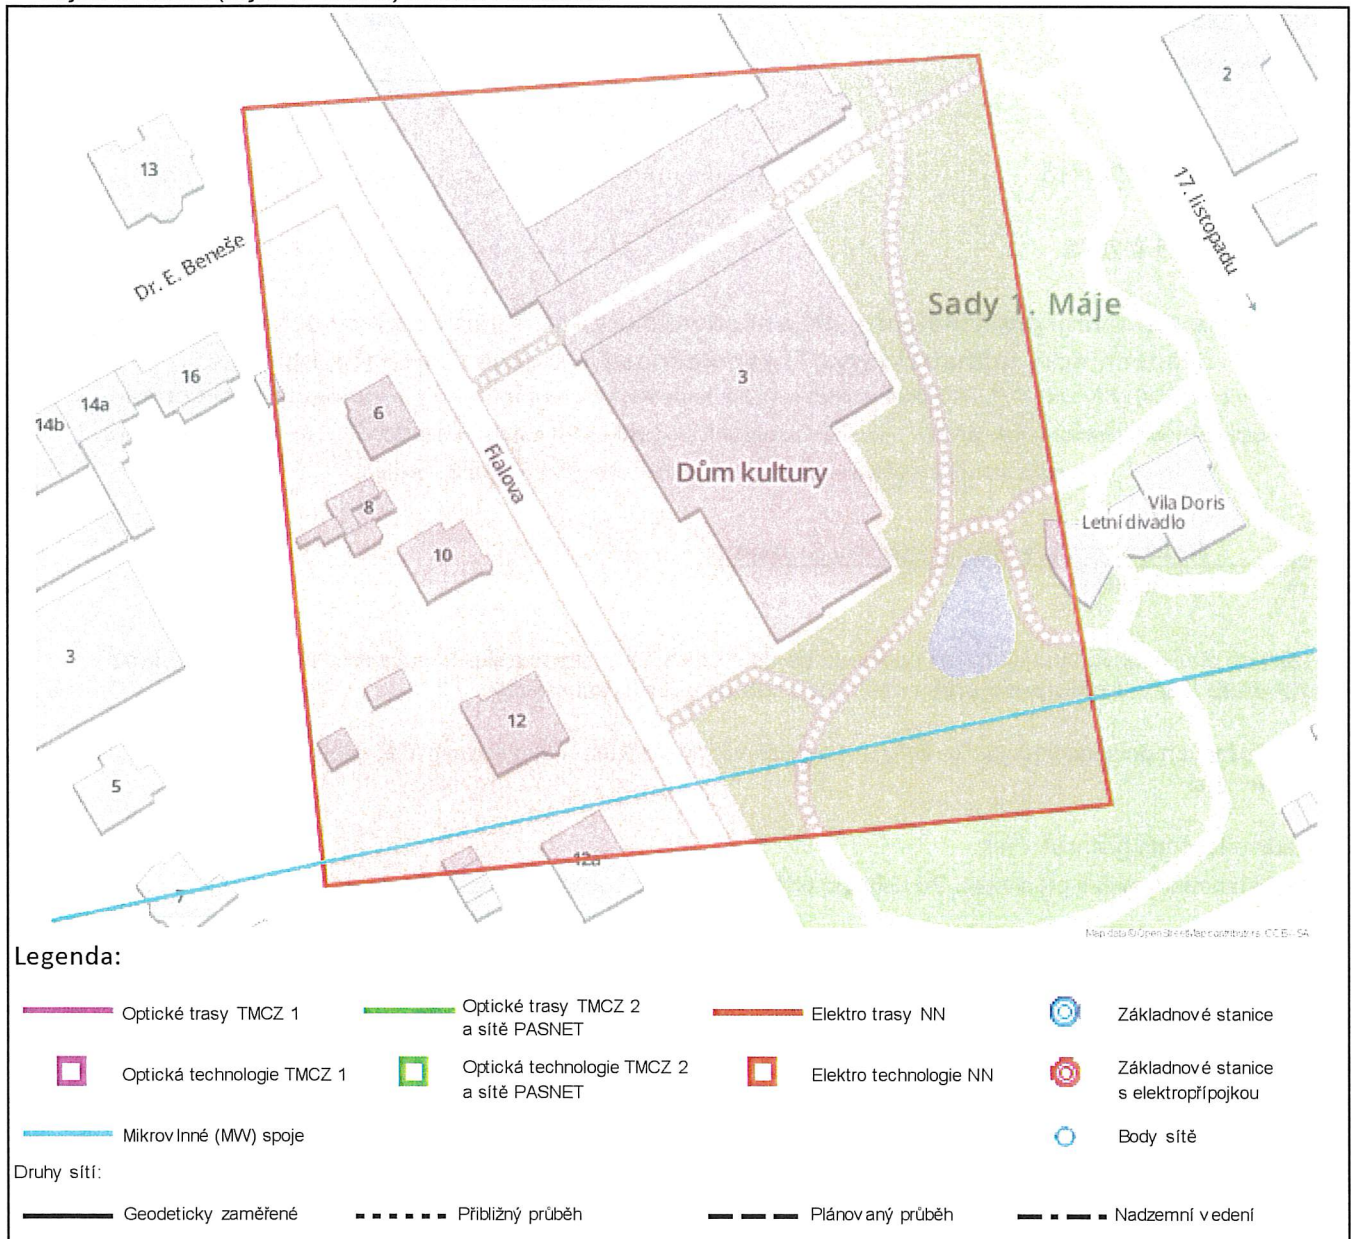 2
13
17. listopadu
Dr. E. Beneše
Sady 1. Máje
16
3
14a
6
14b
Fialova
Dům kultury
8
Vila Doris
Letní divadlo
10
3
12
5
12a
7
Legenda:
Optické trasy TMCZ 1
Optické trasy TMCZ 2
a sítě PASNET
Elektro trasy NN
Základnové stanice
Optická technologie TMCZ 1
Optická technologie TMCZ 2
a sítě PASNET
Elektro technologie NN
Základnové stanice
s elektropřípojkou
Mikrovlnné (MW) spoje
Body sítě
Druhy sítí:
Geodeticky zaměřené
Přibližný průběh
Plánovaný průběh
Nadzemní vedení